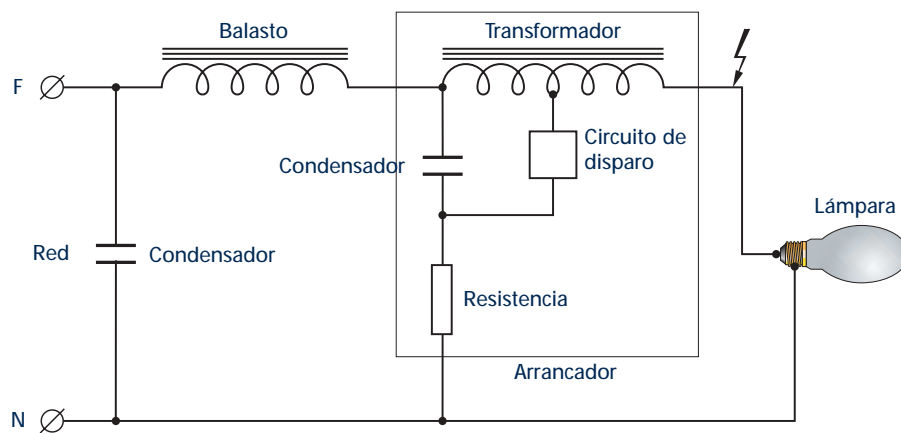 Balasto
Transformador
F
Circuito de
disparo
Condensador
Lámpara
Red
Condensador
Resistencia
Arrancador
N